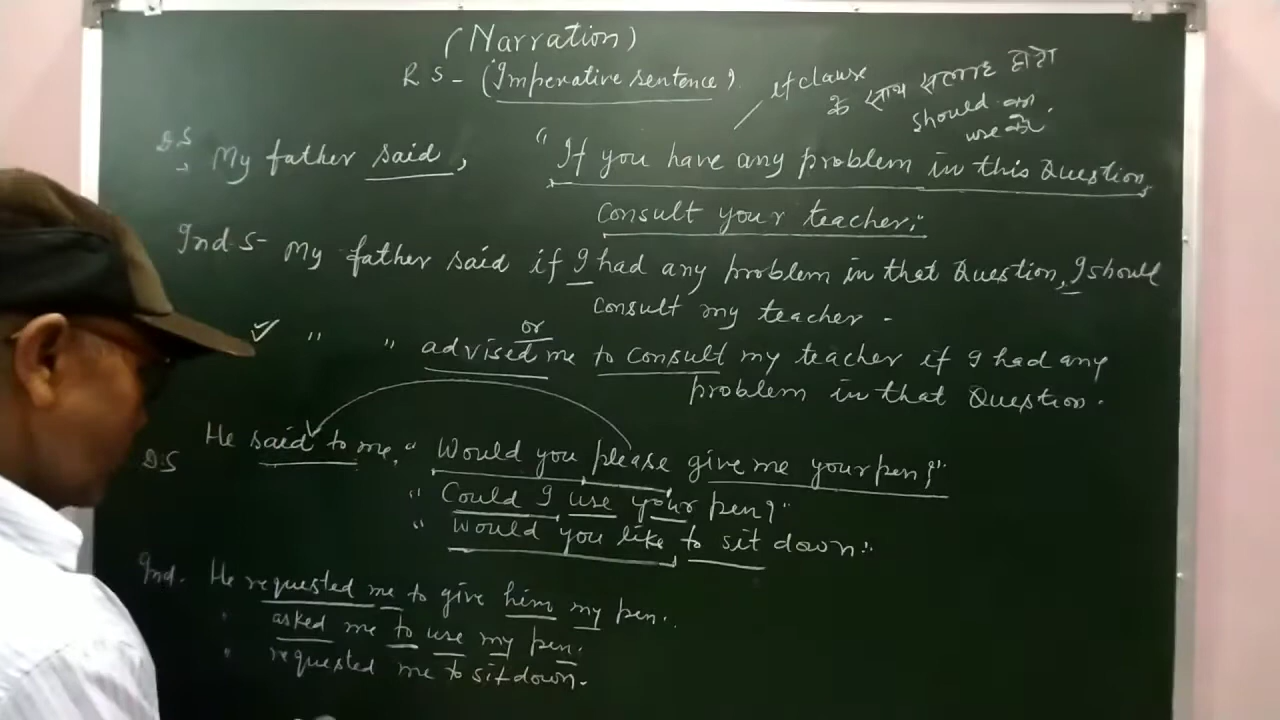 (Narration)
R S - (Imperative sentence)
if clause
के साथ सलाह होतो
should का
use करें.
D.S
My father said, "If you have any problem in this Question,
Consult your teacher."
Ind. S - My father said if I had any problem in that Question, I should
consult my teacher.
or
✓ " " advised me to consult my teacher if I had any
problem in that Question.
D.S He said to me, "Would you please give me your pen?"
" Could I use your pen?"
" Would you like to sit down."
Ind. He requested me to give him my pen.
" asked me to use my pen.
" requested me to sit down.